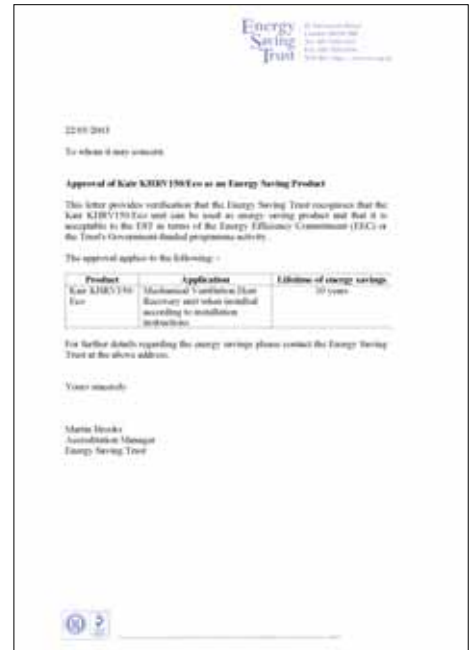 Energy
Saving
Trust
To whom it may concern
Approval of Kair KHRV150/Eco as an Energy Saving Product
This letter provides verification that the Energy Saving Trust recognises that the
Kair KHRV150/Eco unit can be used as energy saving product and that it is
acceptable to the EST in terms of the Energy Efficiency Commitment (EEC) or
the Trust's Government-funded programme activity.
The approval applies to the following: -
Product Application Lifetime of energy savings
Kair KHRV150/ Mechanical Ventilation Heat 10 years
Eco Recovery unit when installed
according to installation
instructions
For further details regarding the energy savings please contact the Energy Saving
Trust at the above address.
Yours sincerely
Martin Brooks
Accreditation Manager
Energy Saving Trust